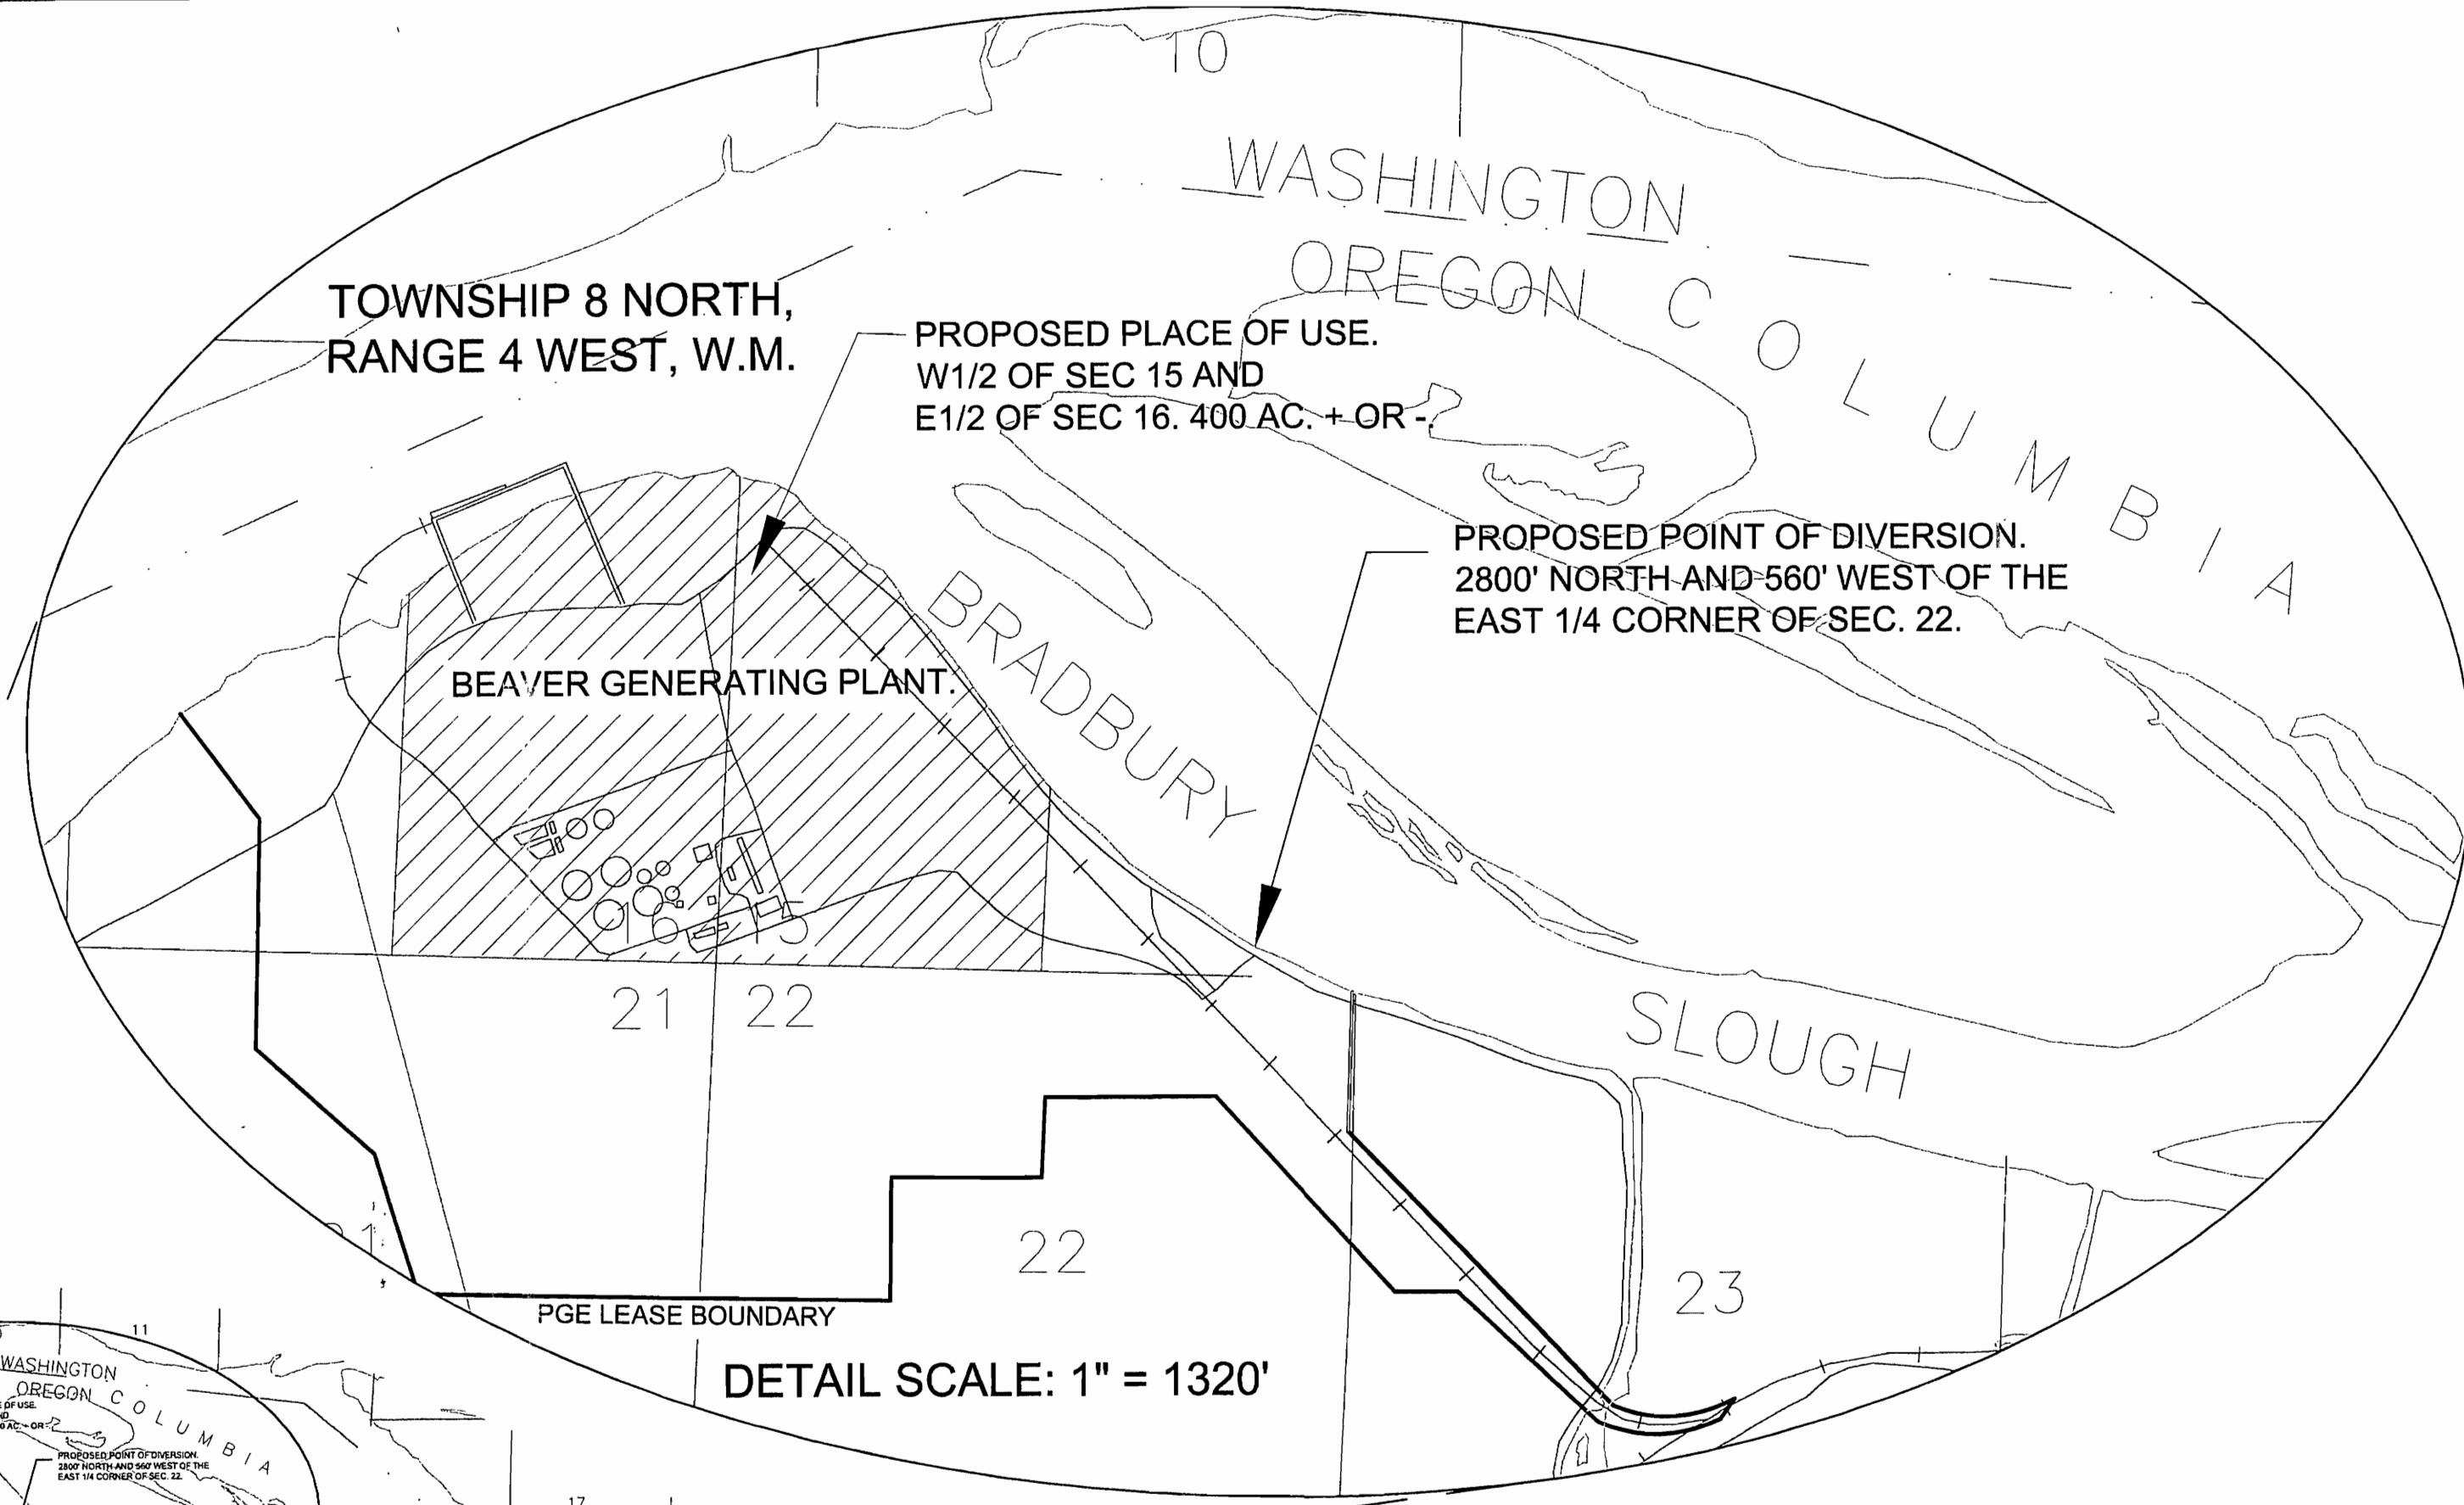 10
WASHINGTON
OREGON
COLUMBIA
TOWNSHIP 8 NORTH,
RANGE 4 WEST, W.M.
PROPOSED PLACE OF USE.
W1/2 OF SEC 15 AND
E1/2 OF SEC 16. 400 AC. + OR -.
PROPOSED POINT OF DIVERSION.
2800' NORTH AND 560' WEST OF THE
EAST 1/4 CORNER OF SEC. 22.
BRADBURY
SLOUGH
BEAVER GENERATING PLANT.
16
15
21
22
22
23
PGE LEASE BOUNDARY
DETAIL SCALE: 1" = 1320'
11
WASHINGTON
OREGON
COLUMBIA
OF USE.
AC. + OR -
PROPOSED POINT OF DIVERSION.
2800' NORTH AND 560' WEST OF THE
EAST 1/4 CORNER OF SEC. 22.
17